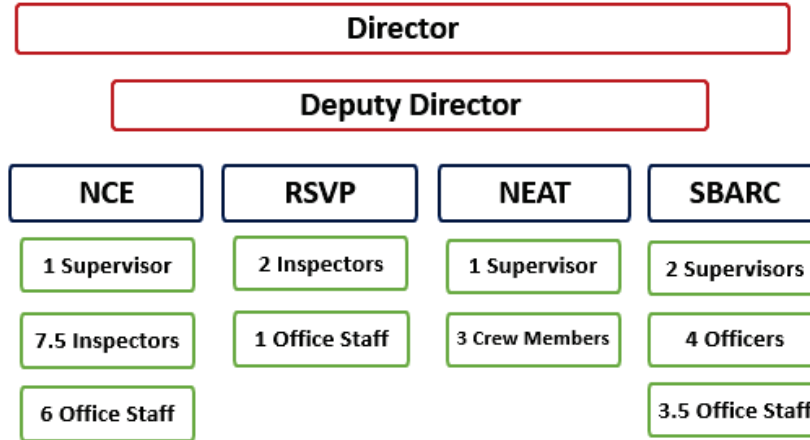 Director
Deputy Director
NCE
RSVP
NEAT
SBARC
1 Supervisor
2 Inspectors
1 Supervisor
2 Supervisors
7.5 Inspectors
1 Office Staff
3 Crew Members
4 Officers
6 Office Staff
3.5 Office Staff